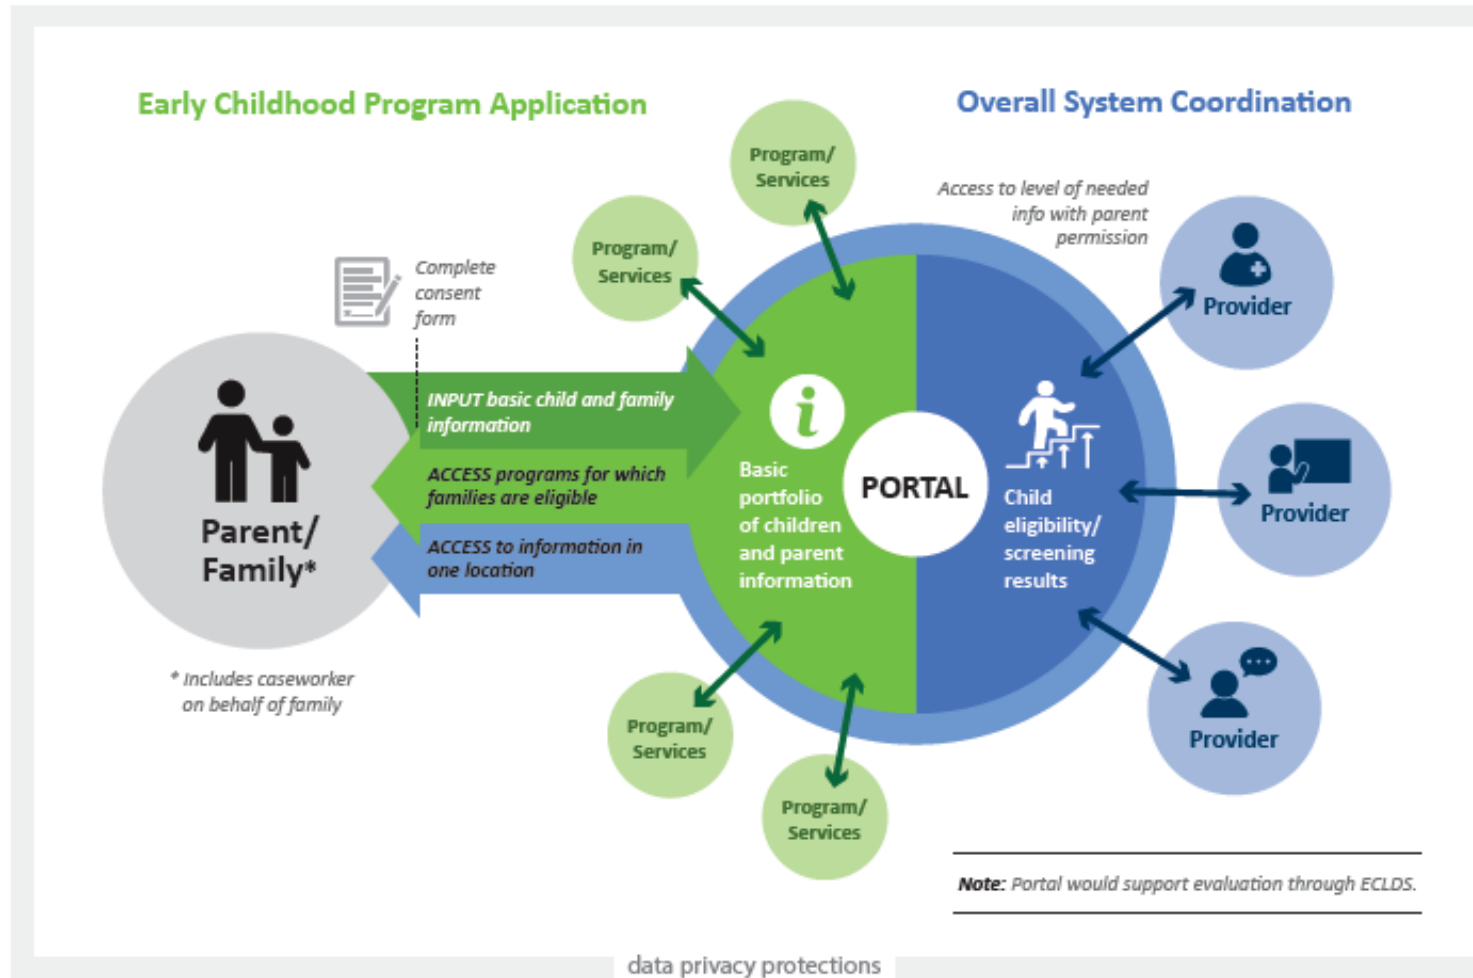 Early Childhood Program Application
Overall System Coordination
Program/
Services
Program/
Services
Access to level of needed
info with parent
permission
Provider
Complete
consent
form
INPUT basic child and family
information
ACCESS programs for which
families are eligible
ACCESS to information in
one location
Parent/
Family*
* Includes caseworker
on behalf of family
Basic
portfolio
of children
and parent
information
PORTAL
Child
eligibility/
screening
results
Provider
Provider
Program/
Services
Program/
Services
Note: Portal would support evaluation through ECLDS.
data privacy protections